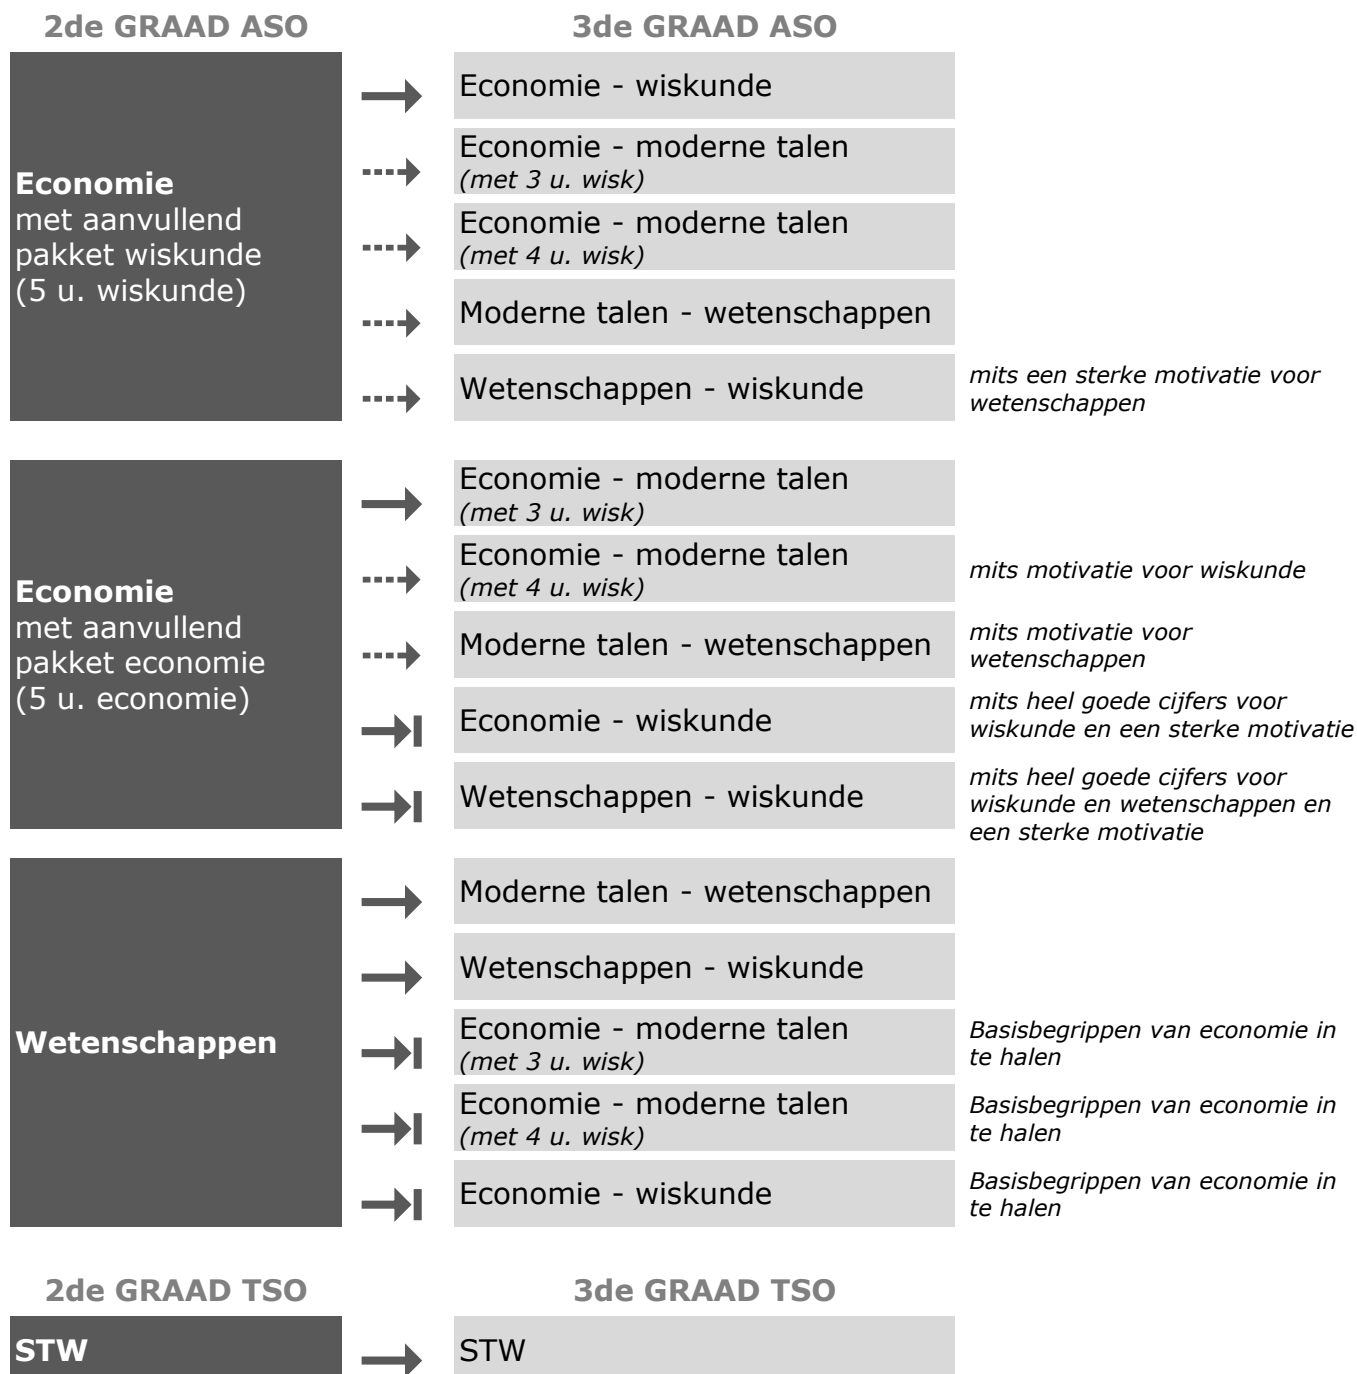 2de GRAAD ASO
3de GRAAD ASO
Economie
met aanvullend
pakket wiskunde
(5 u. wiskunde)
Economie - wiskunde
Economie - moderne talen
(met 3 u. wisk)
Economie - moderne talen
(met 4 u. wisk)
Moderne talen - wetenschappen
Wetenschappen - wiskunde
mits een sterke motivatie voor
wetenschappen
Economie
met aanvullend
pakket economie
(5 u. economie)
Economie - moderne talen
(met 3 u. wisk)
Economie - moderne talen
(met 4 u. wisk)
mits motivatie voor wiskunde
Moderne talen - wetenschappen
mits motivatie voor
wetenschappen
Economie - wiskunde
mits heel goede cijfers voor
wiskunde en een sterke motivatie
Wetenschappen - wiskunde
mits heel goede cijfers voor
wiskunde en wetenschappen en
een sterke motivatie
Wetenschappen
Moderne talen - wetenschappen
Wetenschappen - wiskunde
Economie - moderne talen
(met 3 u. wisk)
Basisbegrippen van economie in
te halen
Economie - moderne talen
(met 4 u. wisk)
Basisbegrippen van economie in
te halen
Economie - wiskunde
Basisbegrippen van economie in
te halen
2de GRAAD TSO
3de GRAAD TSO
STW
STW